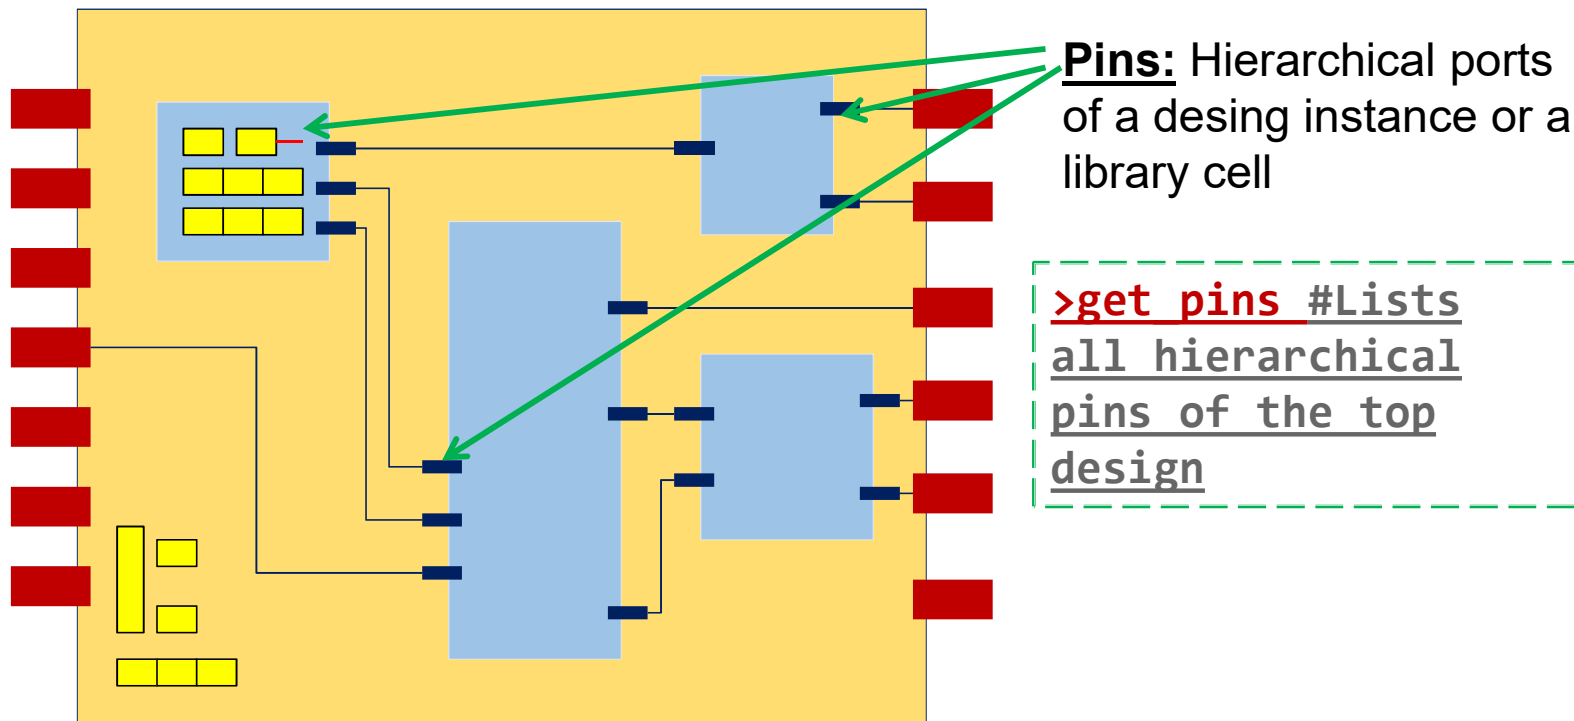 Pins: Hierarchical ports
of a desing instance or a
library cell
>get_pins #Lists
all hierarchical
pins of the top
design